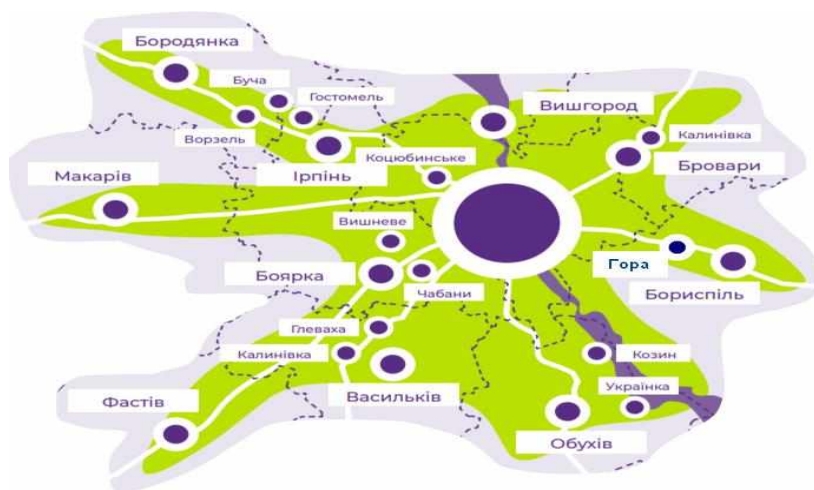 Бородянка
Буча
Гостомель
Вишгород
Ворзель
Калинівка
Макарів
Ірпінь
Коцюбинське
Бровари
Вишневе
Боярка
Чабани
Гора
Бориспіль
Глеваха
Калинівка
Козин
Фастів
Васильків
Українка
Обухів